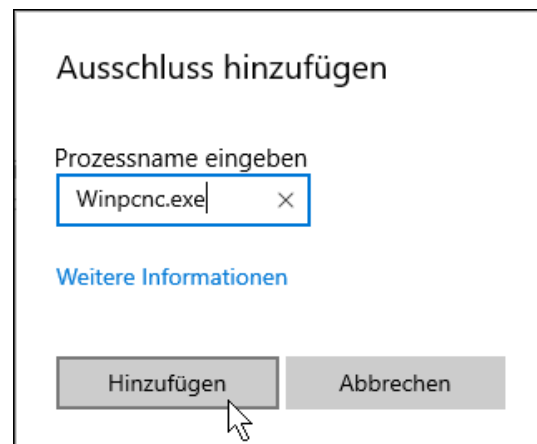 Ausschluss hinzufügen
Prozessname eingeben
Winpcnc.exe
Weitere Informationen
Hinzufügen Abbrechen